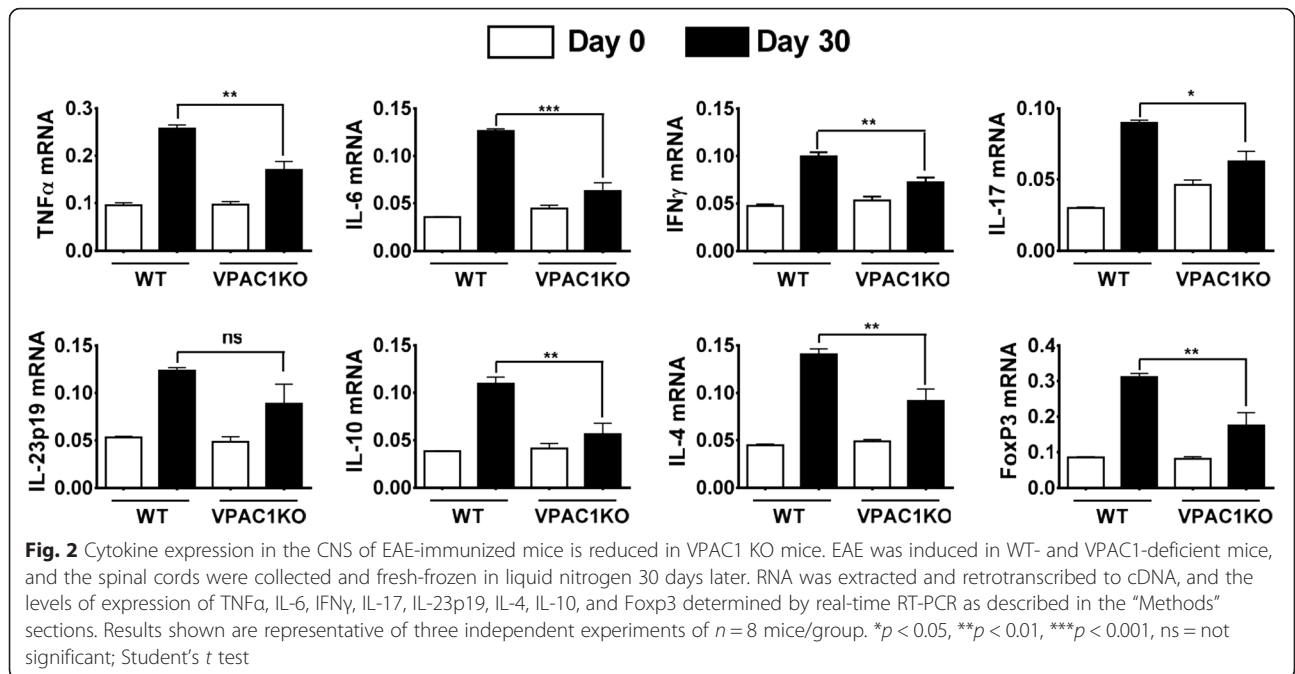 Day 0 Day 30
TNFα mRNA
0.3
0.2
0.1
0.0
**
WT VPAC1KO
IL-6 mRNA
0.15
0.10
0.05
0.00
***
WT VPAC1KO
IFNγ mRNA
0.15
0.10
0.05
0.00
**
WT VPAC1KO
IL-17 mRNA
0.10
0.05
0.00
*
WT VPAC1KO
IL-23p19 mRNA
0.15
0.10
0.05
0.00
ns
WT VPAC1KO
IL-10 mRNA
0.15
0.10
0.05
0.00
**
WT VPAC1KO
IL-4 mRNA
0.15
0.10
0.05
0.00
**
WT VPAC1KO
FoxP3 mRNA
0.4
0.3
0.2
0.1
0.0
**
WT VPAC1KO
Fig. 2 Cytokine expression in the CNS of EAE-immunized mice is reduced in VPAC1 KO mice. EAE was induced in WT- and VPAC1-deficient mice,
and the spinal cords were collected and fresh-frozen in liquid nitrogen 30 days later. RNA was extracted and retrotranscribed to cDNA, and the
levels of expression of TNFα, IL-6, IFNγ, IL-17, IL-23p19, IL-4, IL-10, and Foxp3 determined by real-time RT-PCR as described in the “Methods”
sections. Results shown are representative of three independent experiments of n = 8 mice/group. *p < 0.05, **p < 0.01, ***p < 0.001, ns = not
significant; Student’s t test